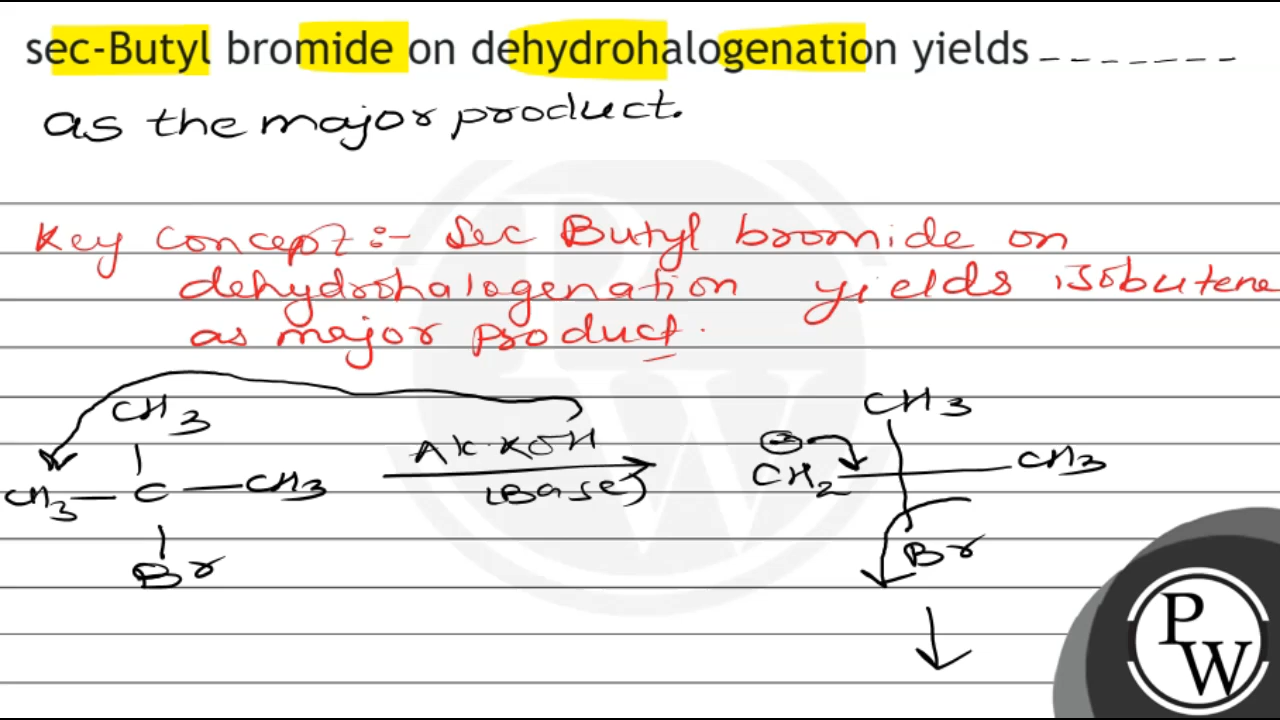 sec-Butyl bromide on dehydrohalogenation yields -------
as the major product.
Key Concept :- Sec Butyl bromide on
dehydrohalogenation yields isobutene
as major product.
CH3
CH3 - C - CH3
Br
Alc. KOH
(Base)
CH3
⊖
CH2 CH3
Br
P
W
PW